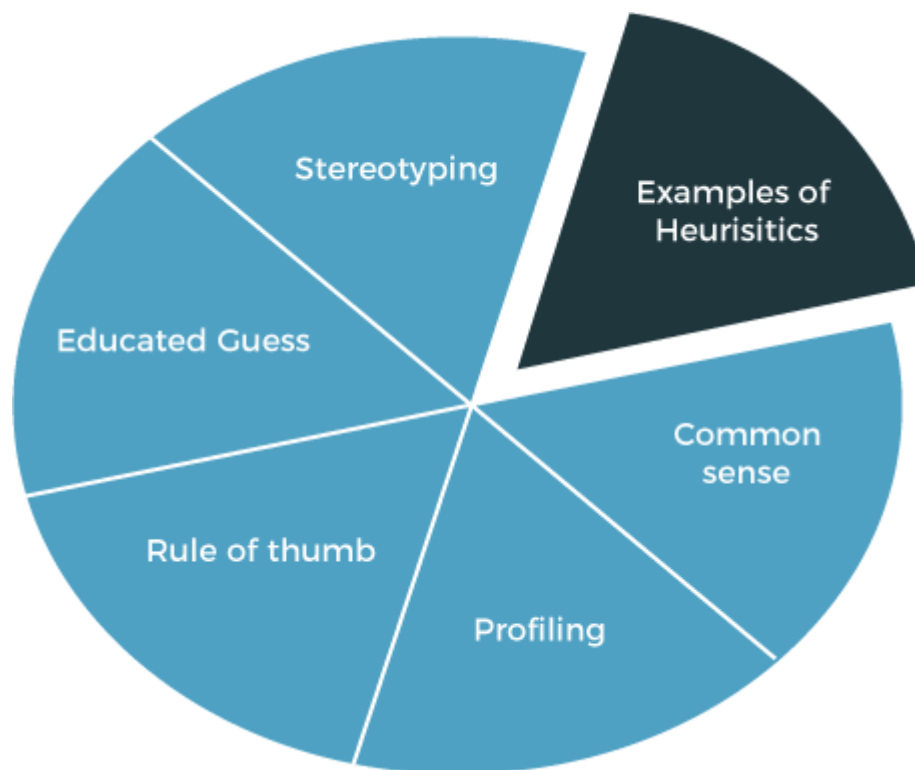 Examples of
Heurisitics
Stereotyping
Educated Guess
Common
sense
Rule of thumb
Profiling